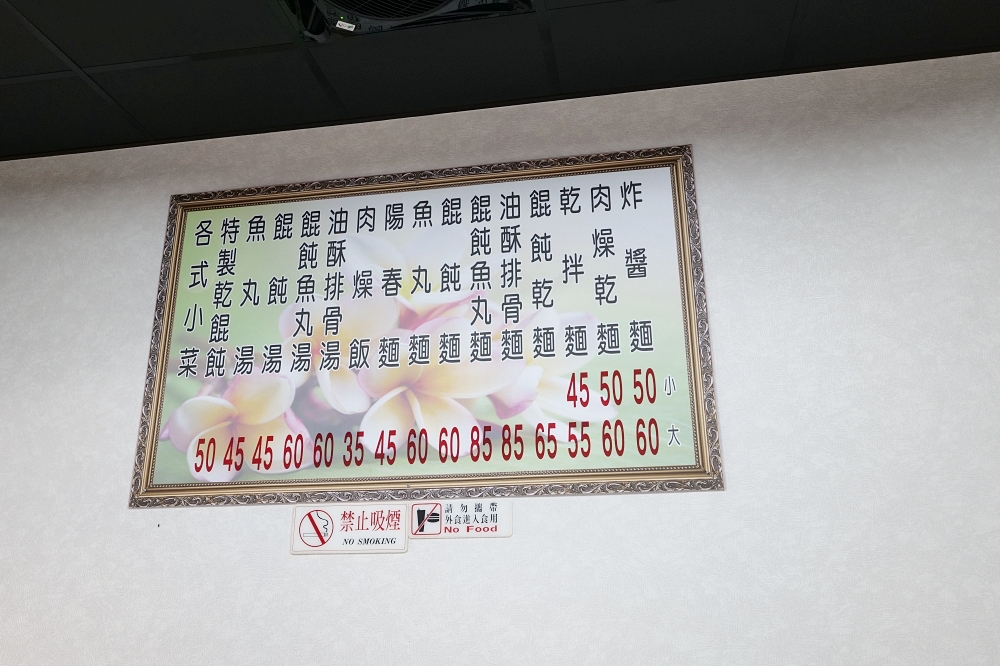 小 大
炸醬麵 50 60
肉燥乾麵 50 60
乾拌麵 45 55
餛飩乾麵 65
油酥排骨麵 85
餛飩魚丸麵 85
餛飩麵 60
魚丸麵 60
陽春麵 45
肉燥飯 35
油酥排骨湯 60
餛飩魚丸湯 60
餛飩湯 45
魚丸湯 45
特製乾餛飩 50
各式小菜
禁止吸煙
NO SMOKING
請勿攜帶
外食進入食用
No Food